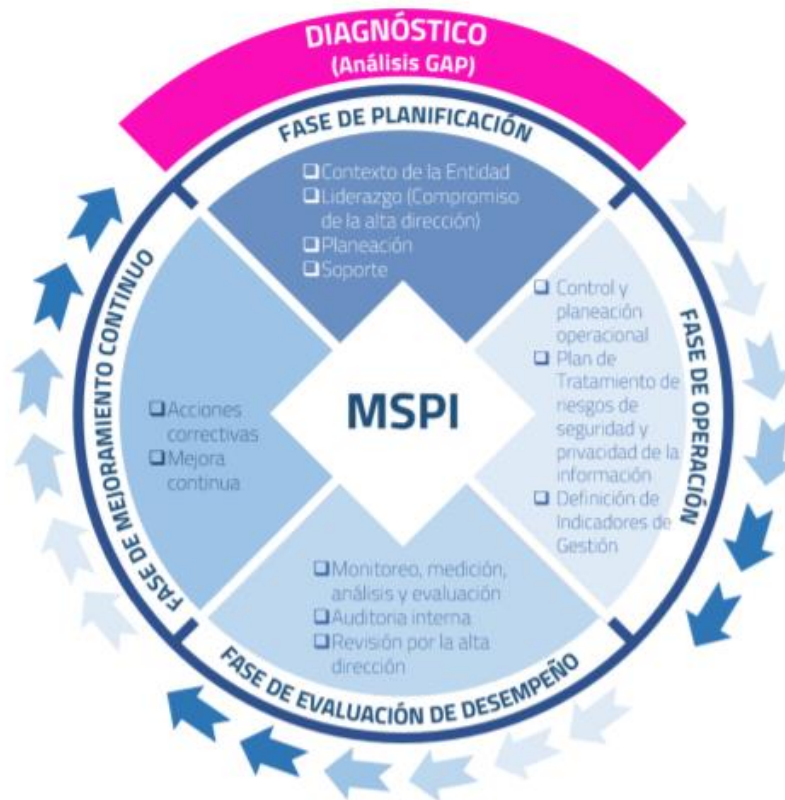 DIAGNÓSTICO
(Análisis GAP)
FASE DE PLANIFICACIÓN
❑Contexto de la Entidad
❑Liderazgo (Compromiso
de la alta dirección)
❑Planeación
❑Soporte
FASE DE OPERACIÓN
❑ Control y
planeación
operacional
❑ Plan de
Tratamiento de
riesgos de
seguridad y
privacidad de la
información
❑ Definición de
Indicadores de
Gestión
MSPI
FASE DE EVALUACIÓN DE DESEMPEÑO
❑Monitoreo, medición,
análisis y evaluación
❑Auditoria interna
❑Revisión por la alta
dirección
FASE DE MEJORAMIENTO CONTINUO
❑Acciones
correctivas
❑Mejora
continua